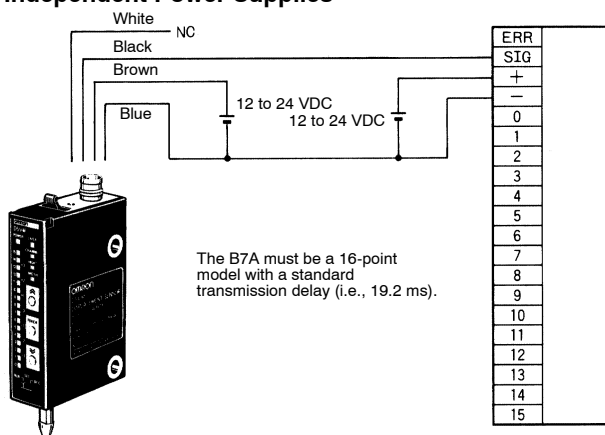 Independent Power Supplies
White
NC
Black
Brown
Blue
12 to 24 VDC
12 to 24 VDC
The B7A must be a 16-point
model with a standard
transmission delay (i.e., 19.2 ms).
omron
ERR
SIG
+
−
0
1
2
3
4
5
6
7
8
9
10
11
12
13
14
15